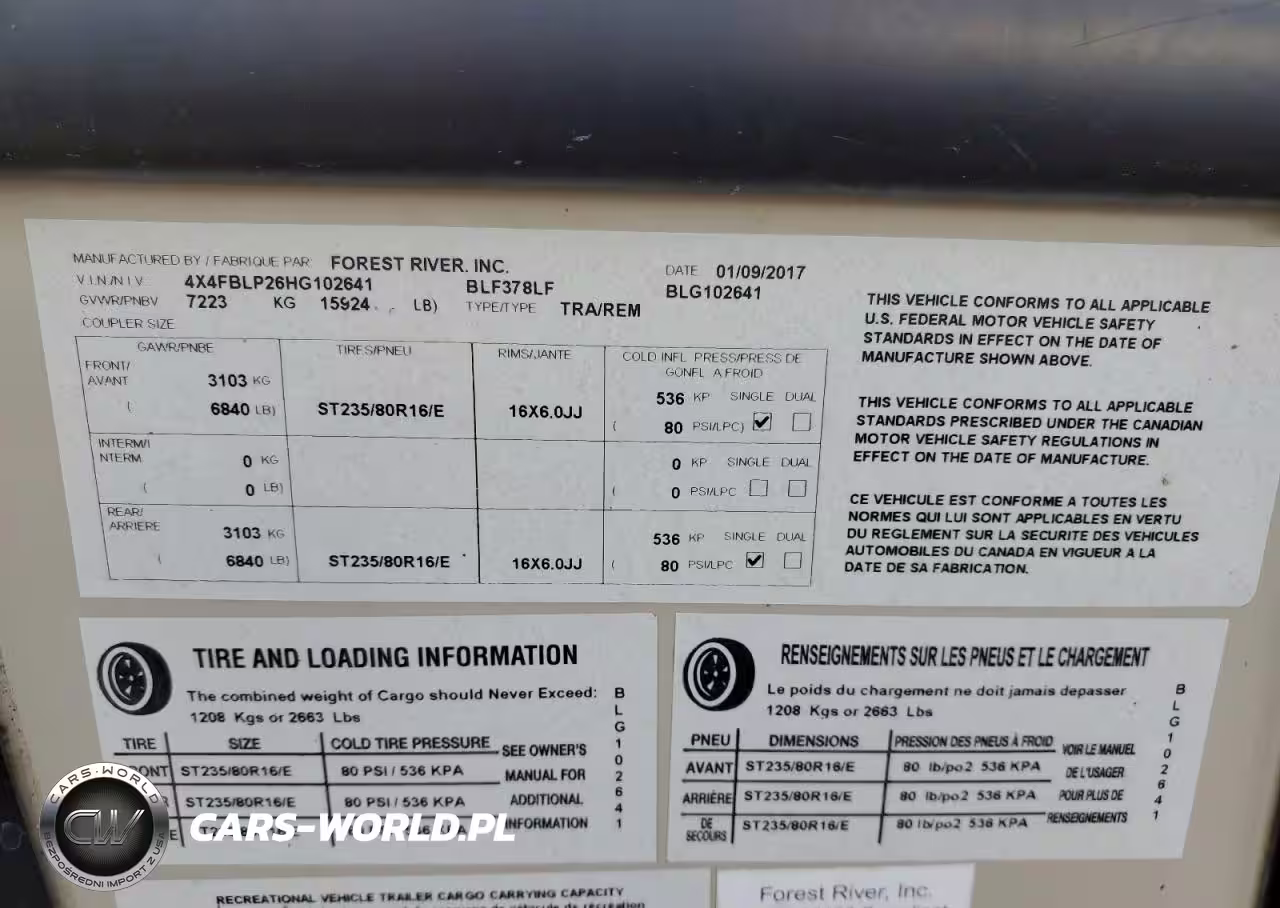 MANUFACTURED BY / FABRIQUE PAR: FOREST RIVER. INC.
DATE 01/09/2017
V.I.N./N.I.V. 4X4FBLP26HG102641 BLF378LF BLG102641
GVWR/PNBV 7223 KG 15924 LB) TYPE/TYPE TRA/REM
COUPLER SIZE
GAWR/PNBE TIRES/PNEU RIMS/JANTE COLD INFL. PRESS/PRESS DE
GONFL. A FROID
FRONT/
AVANT 3103 KG 536 KP SINGLE DUAL
( 6840 LB) ST235/80R16/E 16X6.0JJ ( 80 PSI/LPC)
INTERM/I
NTERM. 0 KG 0 KP SINGLE DUAL
( 0 LB) ( 0 PSI/LPC
REAR/
ARRIERE 3103 KG 536 KP SINGLE DUAL
( 6840 LB) ST235/80R16/E 16X6.0JJ ( 80 PSI/LPC
THIS VEHICLE CONFORMS TO ALL APPLICABLE
U.S. FEDERAL MOTOR VEHICLE SAFETY
STANDARDS IN EFFECT ON THE DATE OF
MANUFACTURE SHOWN ABOVE.
THIS VEHICLE CONFORMS TO ALL APPLICABLE
STANDARDS PRESCRIBED UNDER THE CANADIAN
MOTOR VEHICLE SAFETY REGULATIONS IN
EFFECT ON THE DATE OF MANUFACTURE.
CE VEHICULE EST CONFORME A TOUTES LES
NORMES QUI LUI SONT APPLICABLES EN VERTU
DU REGLEMENT SUR LA SECURITE DES VEHICULES
AUTOMOBILES DU CANADA EN VIGUEUR A LA
DATE DE SA FABRICATION.
TIRE AND LOADING INFORMATION
The combined weight of Cargo should Never Exceed:
1208 Kgs or 2663 Lbs
TIRE SIZE COLD TIRE PRESSURE SEE OWNER'S
ST235/80R16/E 80 PSI / 536 KPA MANUAL FOR
ST235/80R16/E 80 PSI / 536 KPA ADDITIONAL
INFORMATION
BLG102641
RENSEIGNEMENTS SUR LES PNEUS ET LE CHARGEMENT
Le poids du chargement ne doit jamais depasser
1208 Kgs or 2663 Lbs
PNEU DIMENSIONS PRESSION DES PNEUS À FROID VOIR LE MANUEL
AVANT ST235/80R16/E 80 lb/po2 536 KPA DE L'USAGER
ARRIÈRE ST235/80R16/E 80 lb/po2 536 KPA POUR PLUS DE
DE
SECOURS ST235/80R16/E 80 lb/po2 536 KPA RENSEIGNEMENTS
BLG102641
CARS-WORLD
CW
BEZPOŚREDNI IMPORT Z USA
CARS-WORLD.PL
RECREATIONAL VEHICLE TRAILER CARGO CARRYING CAPACITY
Forest River, Inc.